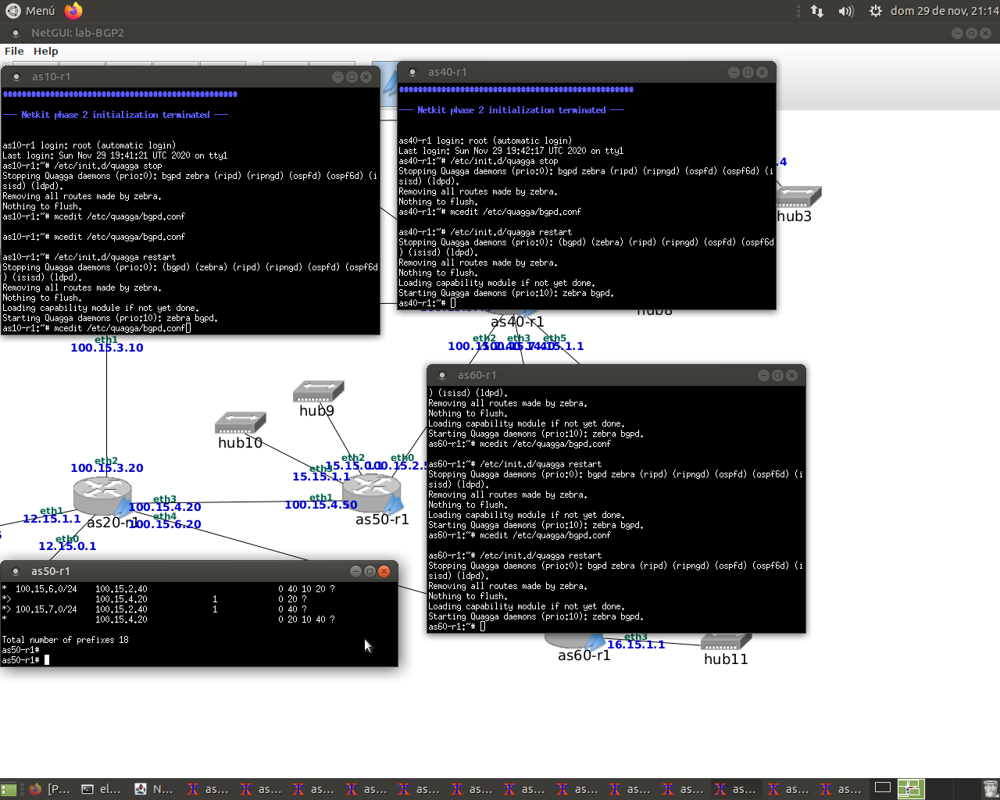 Menú
dom 29 de nov, 21:14
NetGUI: lab-BGP2
File Help
as10-r1
##################################################
--- Netkit phase 2 initialization terminated ---
as10-r1 login: root (automatic login)
Last login: Sun Nov 29 19:41:21 UTC 2020 on tty1
as10-r1:~# /etc/init.d/quagga stop
Stopping Quagga daemons (prio:0): bgpd zebra (ripd) (ripngd) (ospfd) (ospf6d) (i
sisd) (ldpd).
Removing all routes made by zebra.
Nothing to flush.
as10-r1:~# mcedit /etc/quagga/bgpd.conf
as10-r1:~# mcedit /etc/quagga/bgpd.conf
as10-r1:~# /etc/init.d/quagga restart
Stopping Quagga daemons (prio:0): (bgpd) (zebra) (ripd) (ripngd) (ospfd) (ospf6d
) (isisd) (ldpd).
Removing all routes made by zebra.
Nothing to flush.
Loading capability module if not yet done.
Starting Quagga daemons (prio:10): zebra bgpd.
as10-r1:~# mcedit /etc/quagga/bgpd.conf
as40-r1
##################################################
--- Netkit phase 2 initialization terminated ---
as40-r1 login: root (automatic login)
Last login: Sun Nov 29 19:42:17 UTC 2020 on tty1
as40-r1:~# /etc/init.d/quagga stop
Stopping Quagga daemons (prio:0): bgpd zebra (ripd) (ripngd) (ospfd) (ospf6d) (i
sisd) (ldpd).
Removing all routes made by zebra.
Nothing to flush.
as40-r1:~# mcedit /etc/quagga/bgpd.conf
as40-r1:~# /etc/init.d/quagga restart
Stopping Quagga daemons (prio:0): (bgpd) (zebra) (ripd) (ripngd) (ospfd) (ospf6d
) (isisd) (ldpd).
Removing all routes made by zebra.
Nothing to flush.
Loading capability module if not yet done.
Starting Quagga daemons (prio:10): zebra bgpd.
as40-r1:~#
.4
hub3
hub8
as40-r1
eth2 eth3 eth5
eth1
100.15.3.10
hub9
hub10
eth2
100.15.3.20
eth2 eth0
15.15.1.1
eth3
100.15.4.20
eth1
100.15.4.50
as50-r1
eth1
12.15.1.1
as20-r1
eth4
100.15.6.20
eth0
12.15.0.1
as60-r1
) (isisd) (ldpd).
Removing all routes made by zebra.
Nothing to flush.
Loading capability module if not yet done.
Starting Quagga daemons (prio:10): zebra bgpd.
as60-r1:~# mcedit /etc/quagga/bgpd.conf
as60-r1:~# /etc/init.d/quagga restart
Stopping Quagga daemons (prio:0): bgpd zebra (ripd) (ripngd) (ospfd) (ospf6d) (i
sisd) (ldpd).
Removing all routes made by zebra.
Nothing to flush.
Loading capability module if not yet done.
Starting Quagga daemons (prio:10): zebra bgpd.
as60-r1:~# mcedit /etc/quagga/bgpd.conf
as60-r1:~# /etc/init.d/quagga restart
Stopping Quagga daemons (prio:0): bgpd zebra (ripd) (ripngd) (ospfd) (ospf6d) (i
sisd) (ldpd).
Removing all routes made by zebra.
Nothing to flush.
Loading capability module if not yet done.
Starting Quagga daemons (prio:10): zebra bgpd.
as60-r1:~#
as50-r1
* 100.15.6.0/24 100.15.2.40 0 40 10 20 ?
*> 100.15.4.20 1 0 20 ?
*> 100.15.7.0/24 100.15.2.40 1 0 40 ?
* 100.15.4.20 0 20 10 40 ?
Total number of prefixes 18
as50-r1#
as50-r1#
eth3
16.15.1.1
as60-r1
hub11
[P... el... N... as... as... as... as... as... as... as... as... as... as... as... as... as...